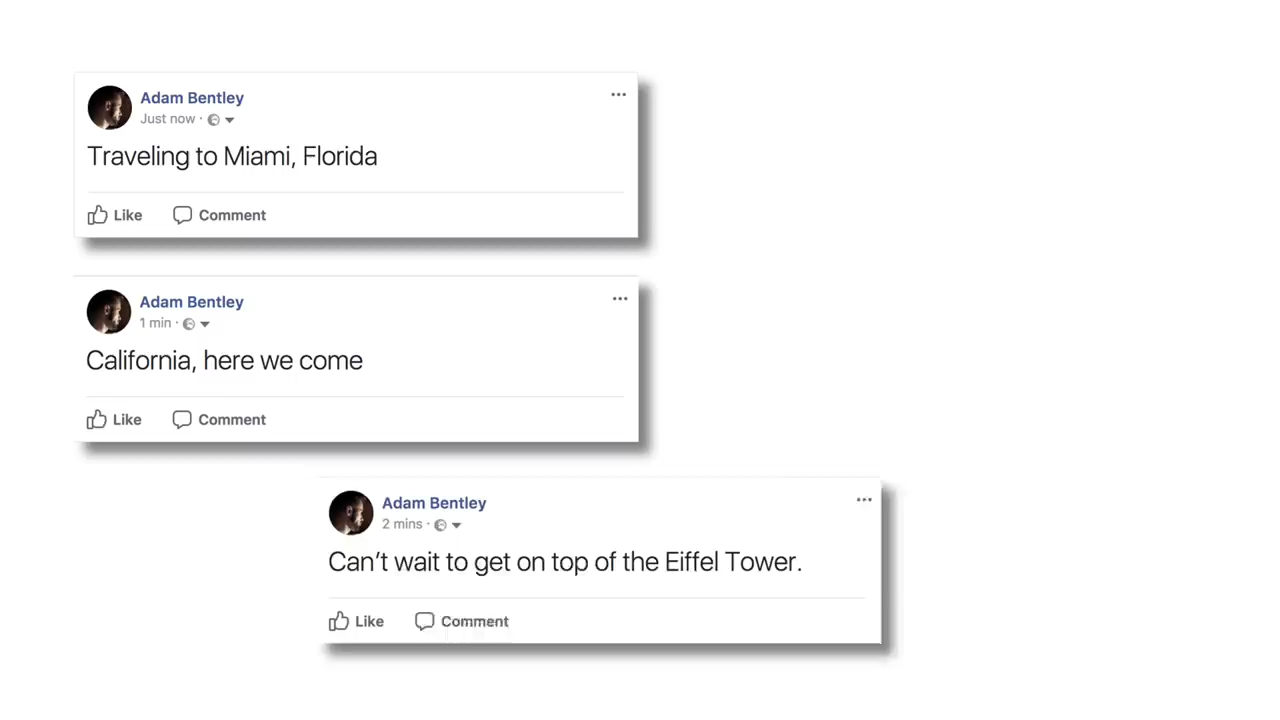 Adam Bentley
Just now ·
Traveling to Miami, Florida
Like Comment
Adam Bentley
1 min ·
California, here we come
Like Comment
Adam Bentley
2 mins ·
Can’t wait to get on top of the Eiffel Tower.
Like Comment